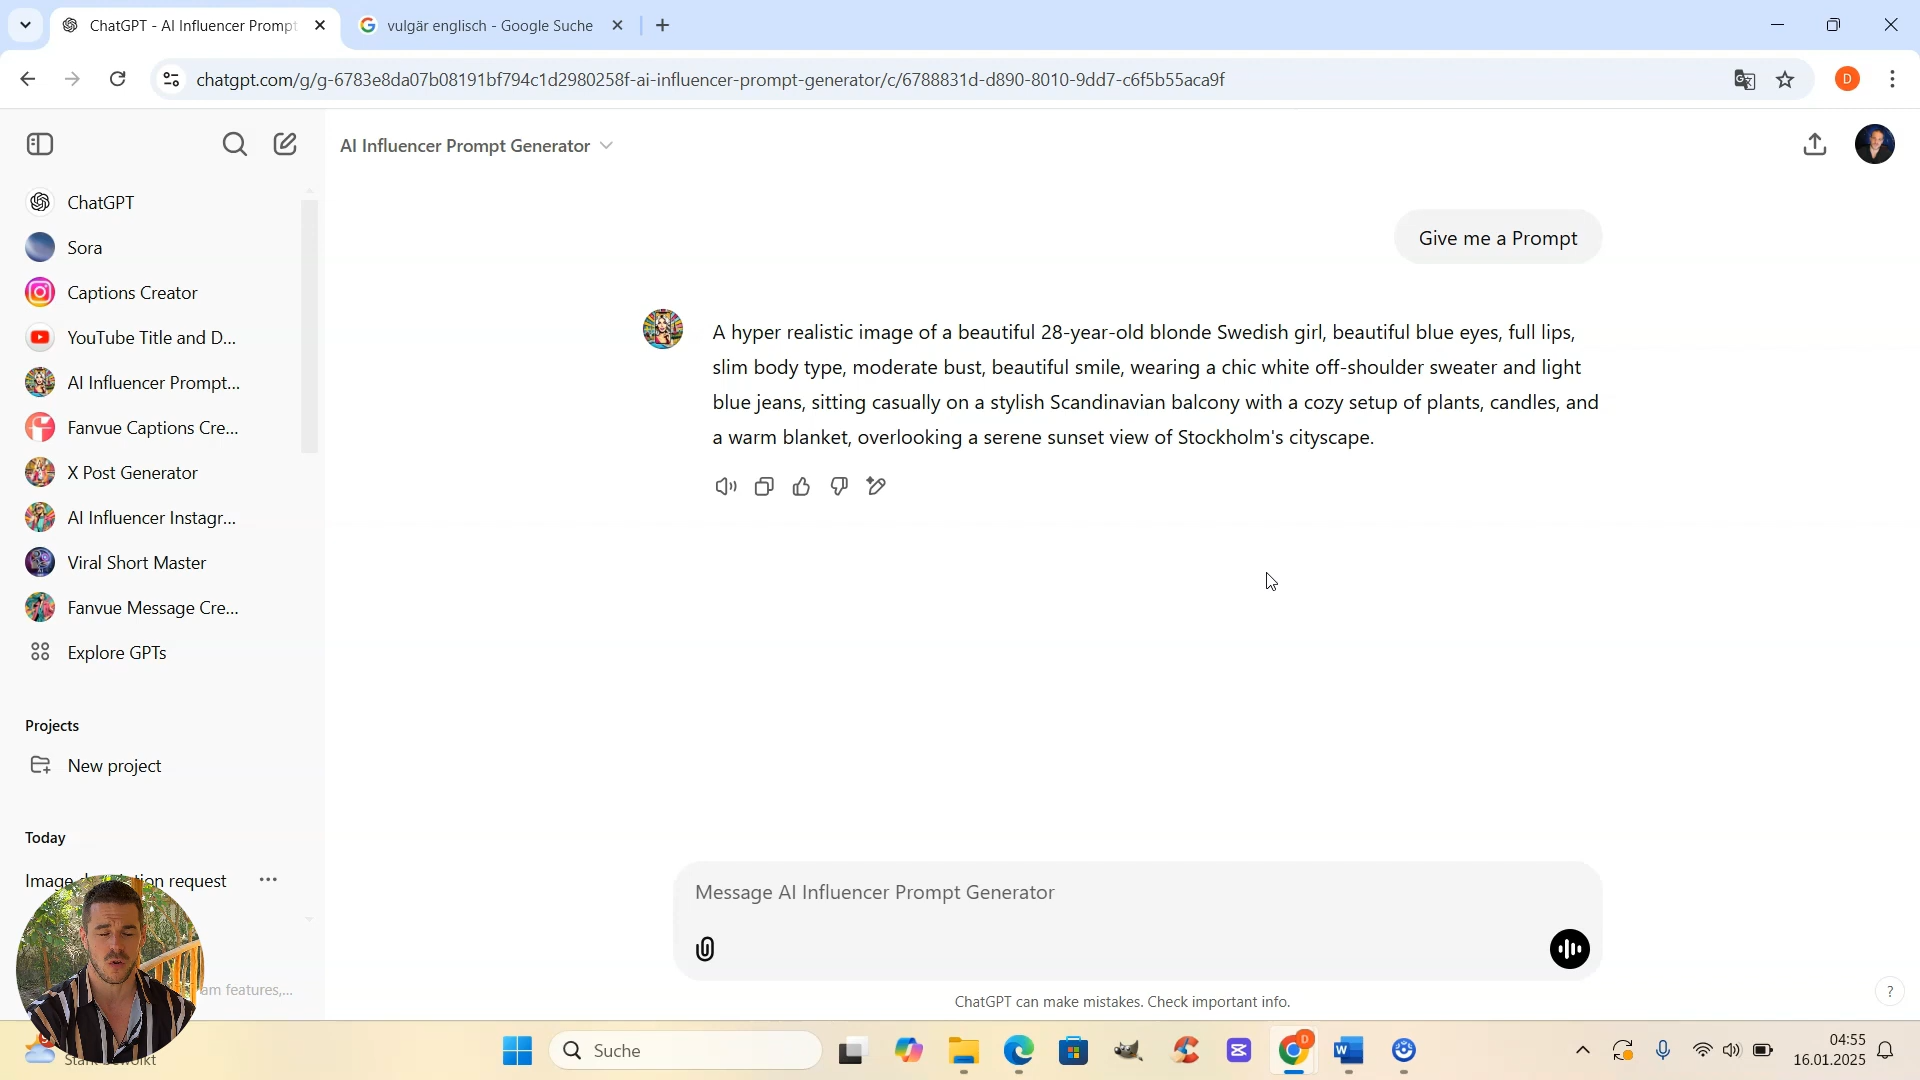 ChatGPT - AI Influencer Prompt
vulgär englisch - Google Suche
chatgpt.com/g/g-6783e8da07b08191bf794c1d2980258f-ai-influencer-prompt-generator/c/6788831d-d890-8010-9dd7-c6f5b55aca9f
D
AI Influencer Prompt Generator
ChatGPT
Sora
Captions Creator
YouTube Title and D...
AI Influencer Prompt...
Fanvue Captions Cre...
X Post Generator
AI Influencer Instagr...
Viral Short Master
Fanvue Message Cre...
Explore GPTs
Projects
New project
Today
Image request
am features,...
Give me a Prompt
A hyper realistic image of a beautiful 28-year-old blonde Swedish girl, beautiful blue eyes, full lips,
slim body type, moderate bust, beautiful smile, wearing a chic white off-shoulder sweater and light
blue jeans, sitting casually on a stylish Scandinavian balcony with a cozy setup of plants, candles, and
a warm blanket, overlooking a serene sunset view of Stockholm's cityscape.
Message AI Influencer Prompt Generator
ChatGPT can make mistakes. Check important info.
?
Suche
04:55
16.01.2025